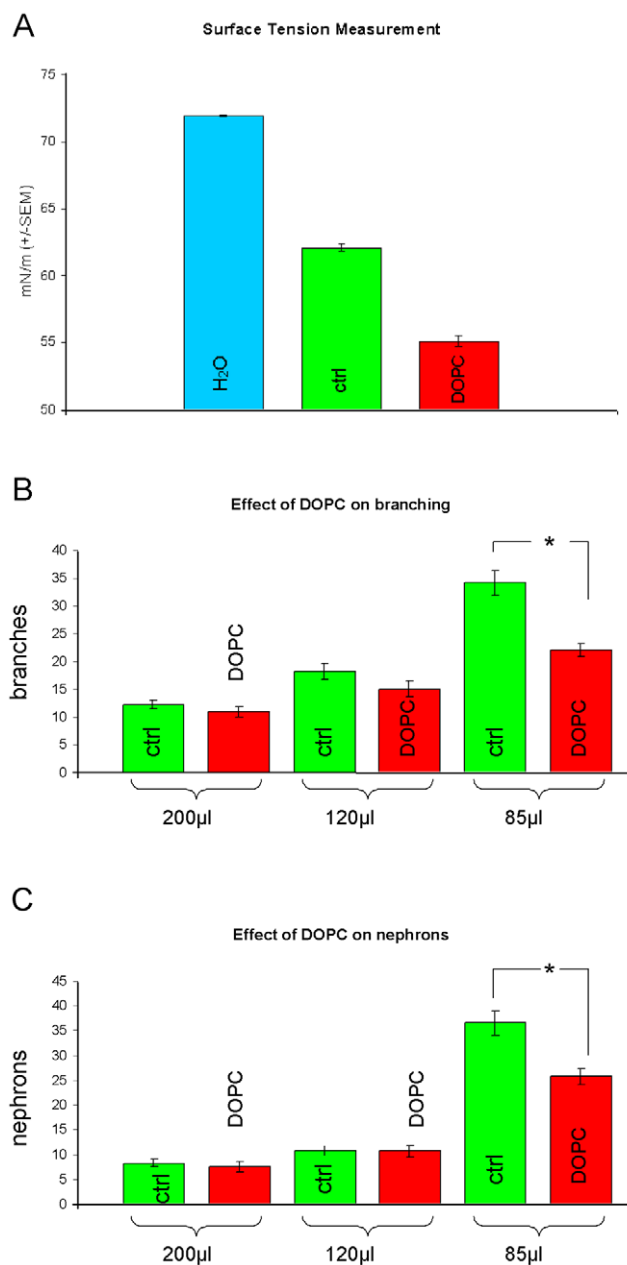 A
Surface Tension Measurement
75
70
65
60
55
50
mN/m (+/-SEM)
H₂O
ctrl
DOPC
B
Effect of DOPC on branching
40
35
30
25
20
15
10
5
0
branches
ctrl
DOPC
ctrl
DOPC
ctrl
DOPC
*
200µl
120µl
85µl
C
Effect of DOPC on nephrons
45
40
35
30
25
20
15
10
5
0
nephrons
ctrl
DOPC
ctrl
DOPC
ctrl
DOPC
*
200µl
120µl
85µl